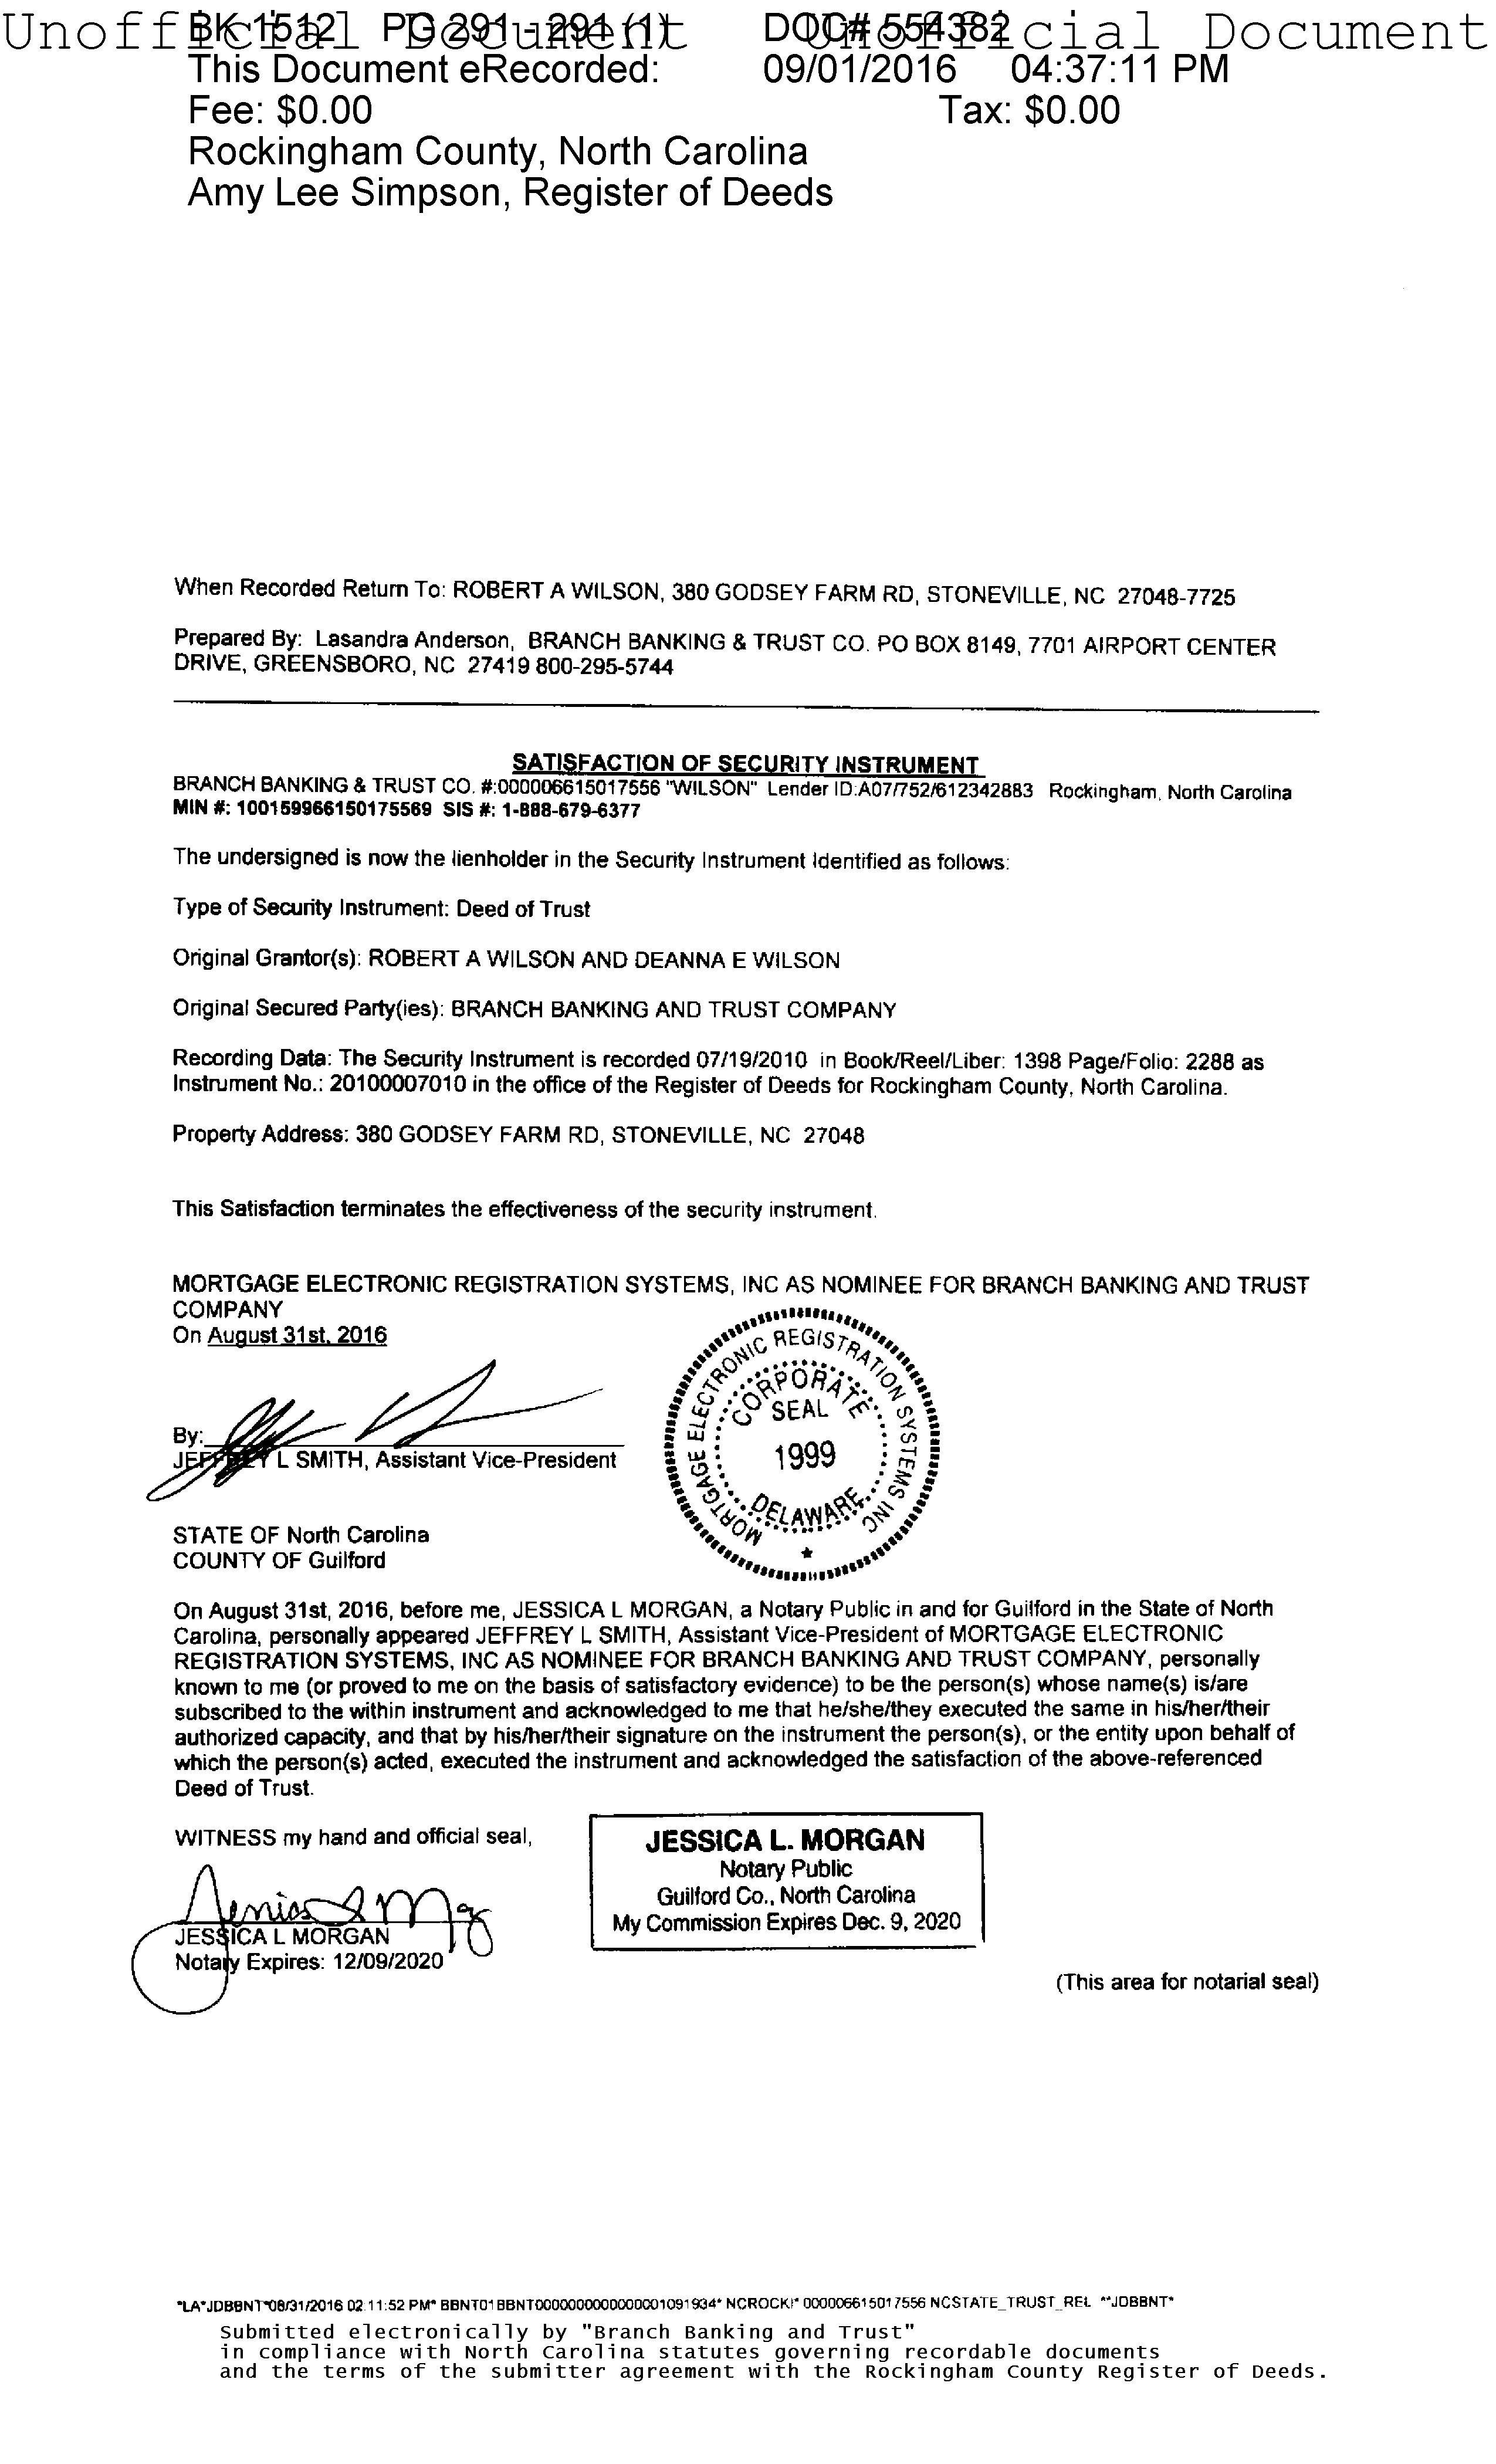 Unofficial Document Unofficial Document
BK 1512 PG 291 - 291 (1) DOC# 554382
This Document eRecorded: 09/01/2016 04:37:11 PM
Fee: $0.00 Tax: $0.00
Rockingham County, North Carolina
Amy Lee Simpson, Register of Deeds
When Recorded Return To: ROBERT A WILSON, 380 GODSEY FARM RD, STONEVILLE, NC 27048-7725
Prepared By: Lasandra Anderson, BRANCH BANKING & TRUST CO. PO BOX 8149, 7701 AIRPORT CENTER
DRIVE, GREENSBORO, NC 27419 800-295-5744
SATISFACTION OF SECURITY INSTRUMENT
BRANCH BANKING & TRUST CO. #:000006615017556 "WILSON" Lender ID:A07/752/612342883 Rockingham, North Carolina
MIN #: 100159966150175569 SIS #: 1-888-679-6377
The undersigned is now the lienholder in the Security Instrument Identified as follows:
Type of Security Instrument: Deed of Trust
Original Grantor(s): ROBERT A WILSON AND DEANNA E WILSON
Original Secured Party(ies): BRANCH BANKING AND TRUST COMPANY
Recording Data: The Security Instrument is recorded 07/19/2010 in Book/Reel/Liber: 1398 Page/Folio: 2288 as
Instrument No.: 20100007010 in the office of the Register of Deeds for Rockingham County, North Carolina.
Property Address: 380 GODSEY FARM RD, STONEVILLE, NC 27048
This Satisfaction terminates the effectiveness of the security instrument.
MORTGAGE ELECTRONIC REGISTRATION SYSTEMS, INC AS NOMINEE FOR BRANCH BANKING AND TRUST
COMPANY
On August 31st, 2016
MORTGAGE ELECTRONIC REGISTRATION SYSTEMS INC
CORPORATE
SEAL
1999
DELAWARE
By:
JEFFREY L SMITH, Assistant Vice-President
STATE OF North Carolina
COUNTY OF Guilford
On August 31st, 2016, before me, JESSICA L MORGAN, a Notary Public in and for Guilford in the State of North
Carolina, personally appeared JEFFREY L SMITH, Assistant Vice-President of MORTGAGE ELECTRONIC
REGISTRATION SYSTEMS, INC AS NOMINEE FOR BRANCH BANKING AND TRUST COMPANY, personally
known to me (or proved to me on the basis of satisfactory evidence) to be the person(s) whose name(s) is/are
subscribed to the within instrument and acknowledged to me that he/she/they executed the same in his/her/their
authorized capacity, and that by his/her/their signature on the instrument the person(s), or the entity upon behalf of
which the person(s) acted, executed the instrument and acknowledged the satisfaction of the above-referenced
Deed of Trust.
WITNESS my hand and official seal,
JESSICA L MORGAN
Notary Expires: 12/09/2020
JESSICA L. MORGAN
Notary Public
Guilford Co., North Carolina
My Commission Expires Dec. 9, 2020
(This area for notarial seal)
*LA*JDBBNT*08/31/2016 02:11:52 PM* BBNT01BBNT0000000000000001091934* NCROCKI* 000006615017556 NCSTATE_TRUST_REL **JDBBNT*
Submitted electronically by "Branch Banking and Trust"
in compliance with North Carolina statutes governing recordable documents
and the terms of the submitter agreement with the Rockingham County Register of Deeds.